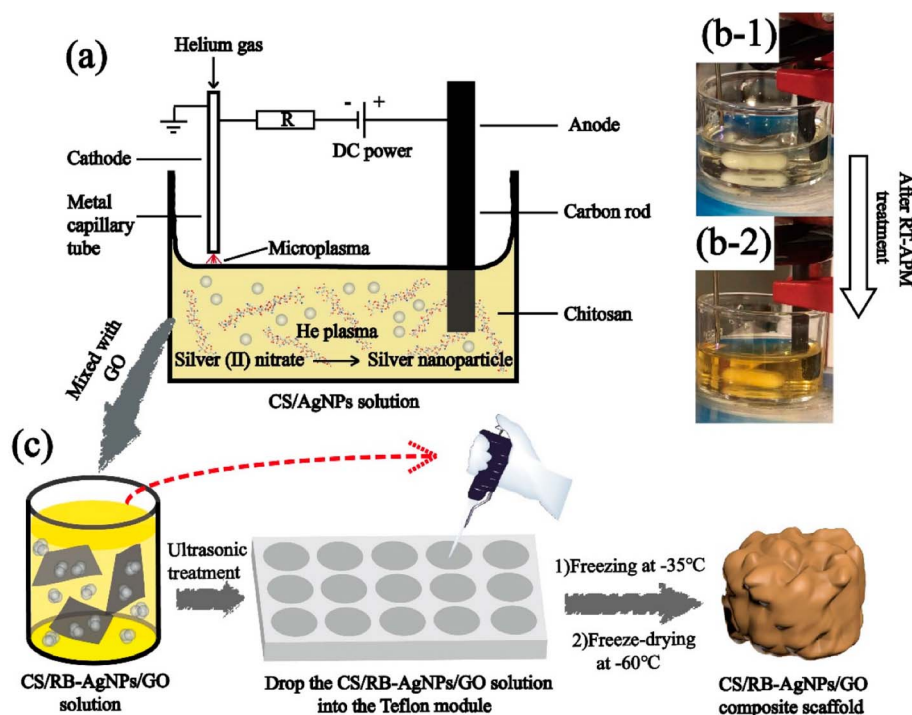 (a)
Helium gas
R
-
+
DC power
Anode
Cathode
Metal
capillary
tube
Carbon rod
Microplasma
Chitosan
He plasma
Silver (II) nitrate
Silver nanoparticle
CS/AgNPs solution
(b-1)
After RT-APM
treatment
(b-2)
Mixed with
GO
(c)
Ultrasonic
treatment
1)Freezing at -35℃
2)Freeze-drying
at -60℃
CS/RB-AgNPs/GO
solution
Drop the CS/RB-AgNPs/GO solution
into the Teflon module
CS/RB-AgNPs/GO
composite scaffold